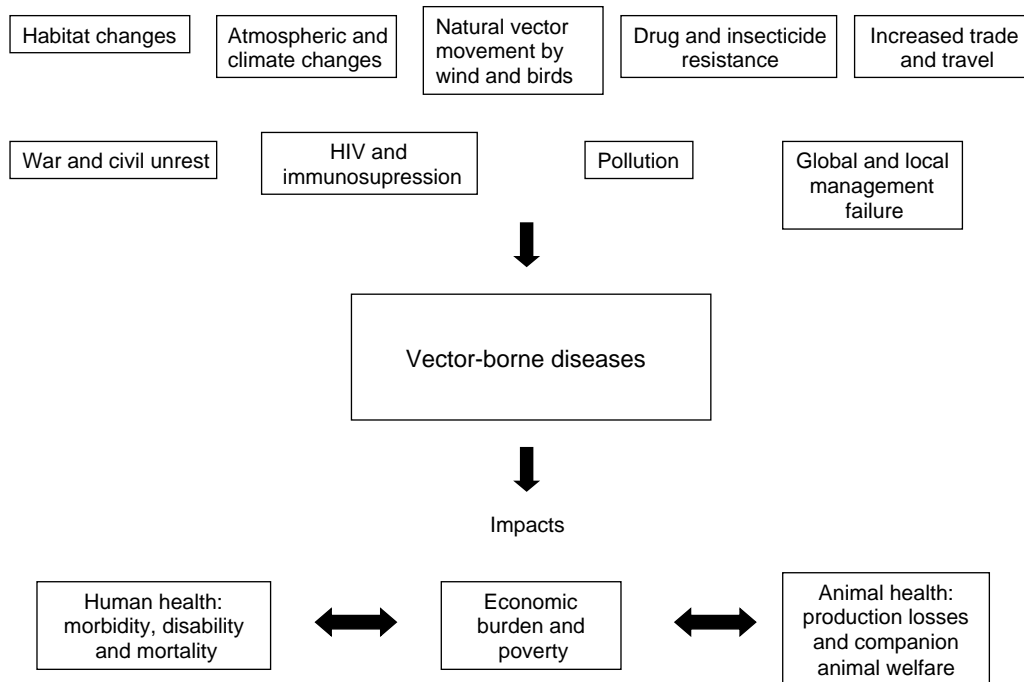 Habitat changes
Atmospheric and
climate changes
Natural vector
movement by
wind and birds
Drug and insecticide
resistance
Increased trade
and travel
War and civil unrest
HIV and
immunosupression
Pollution
Global and local
management
failure
Vector-borne diseases
Impacts
Human health:
morbidity, disability
and mortality
Economic
burden and
poverty
Animal health:
production losses
and companion
animal welfare